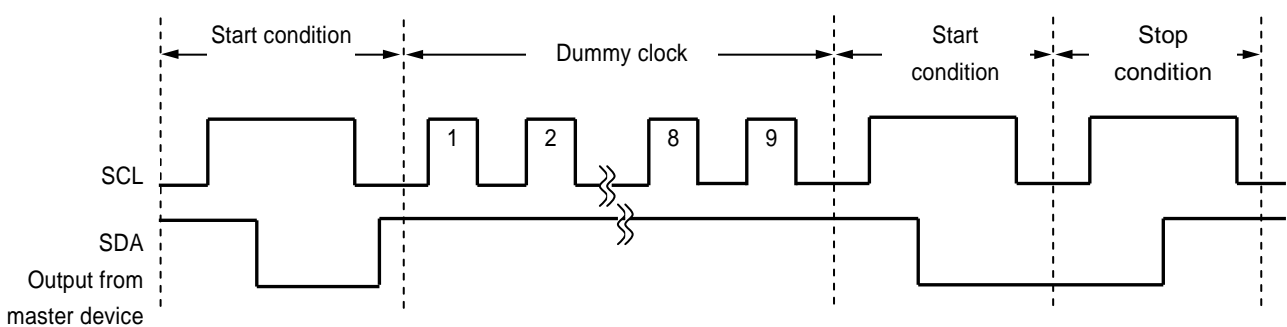 Start condition
Dummy clock
Start
condition
Stop
condition
1
2
8
9
SCL
SDA
Output from
master device